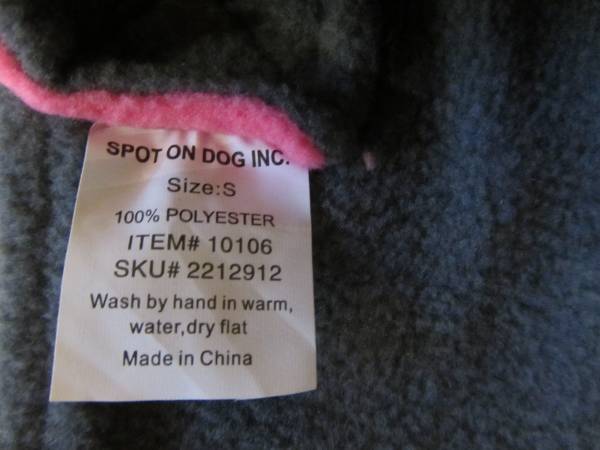 SPOT ON DOG INC.
Size:S
100% POLYESTER
ITEM# 10106
SKU# 2212912
Wash by hand in warm,
water,dry flat
Made in China